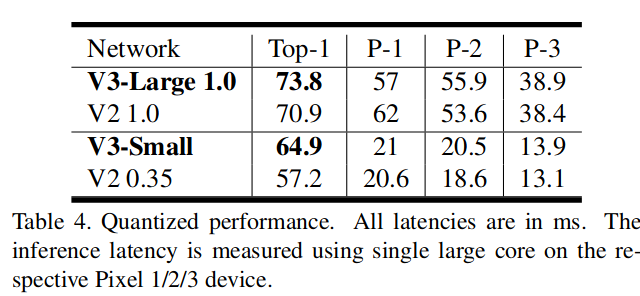 Network Top-1 P-1 P-2 P-3
V3-Large 1.0 73.8 57 55.9 38.9
V2 1.0 70.9 62 53.6 38.4
V3-Small 64.9 21 20.5 13.9
V2 0.35 57.2 20.6 18.6 13.1
Table 4. Quantized performance. All latencies are in ms. The
inference latency is measured using single large core on the re-
spective Pixel 1/2/3 device.